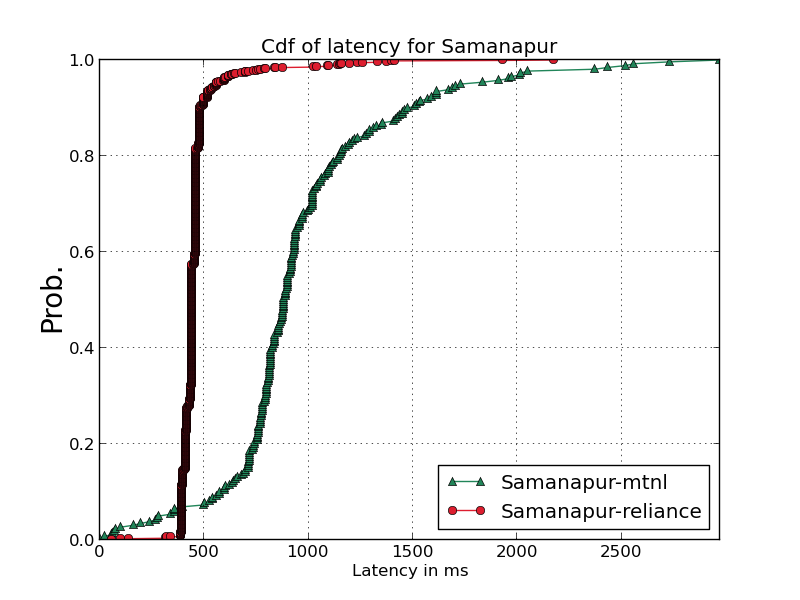 Cdf of latency for Samanapur
Prob.
1.0
0.8
0.6
0.4
0.2
0.0
0 500 1000 1500 2000 2500
Latency in ms
Samanapur-mtnl
Samanapur-reliance